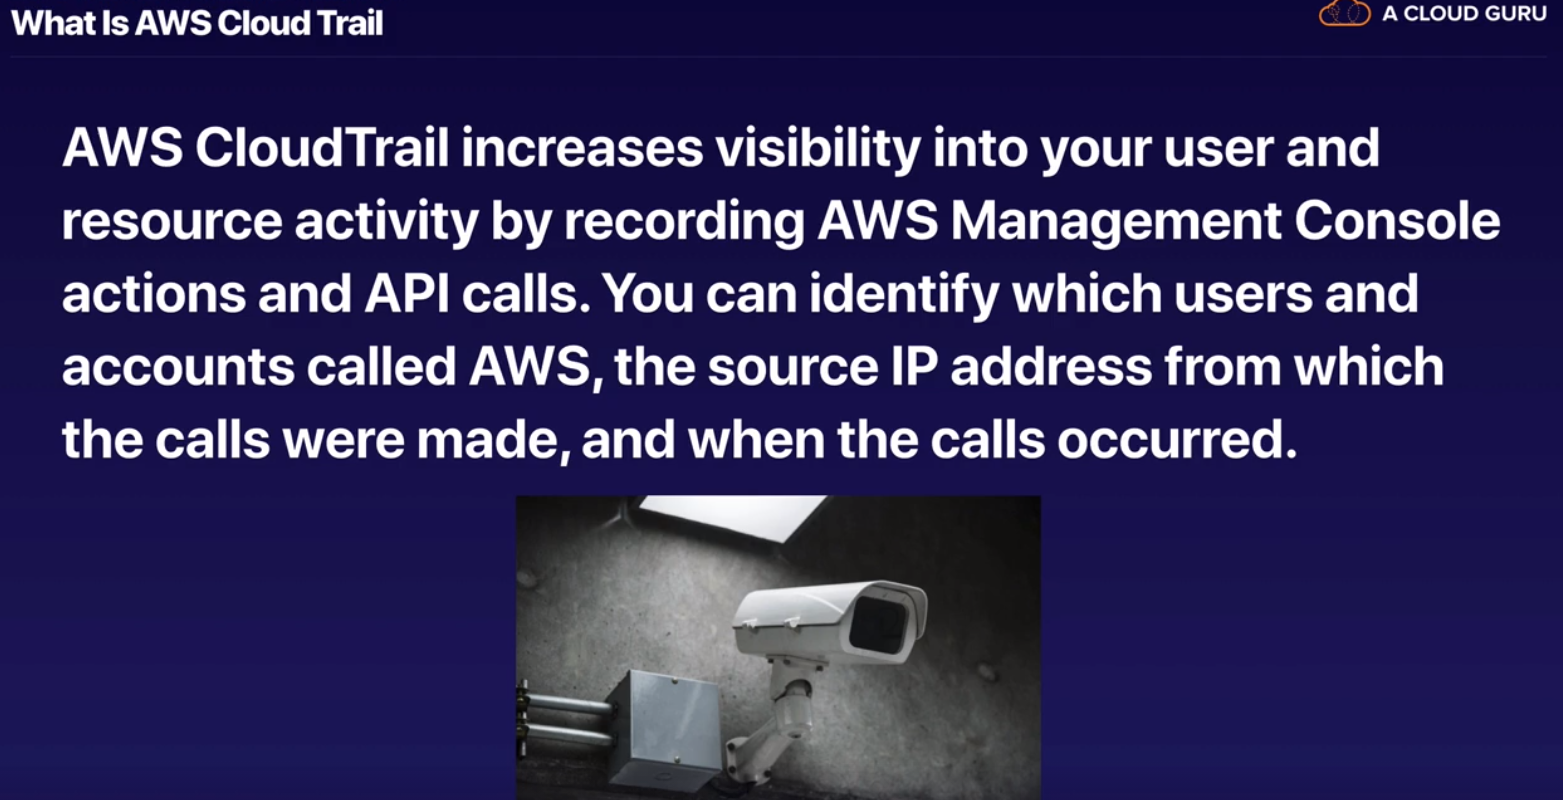 What Is AWS Cloud Trail
A CLOUD GURU
AWS CloudTrail increases visibility into your user and
resource activity by recording AWS Management Console
actions and API calls. You can identify which users and
accounts called AWS, the source IP address from which
the calls were made, and when the calls occurred.